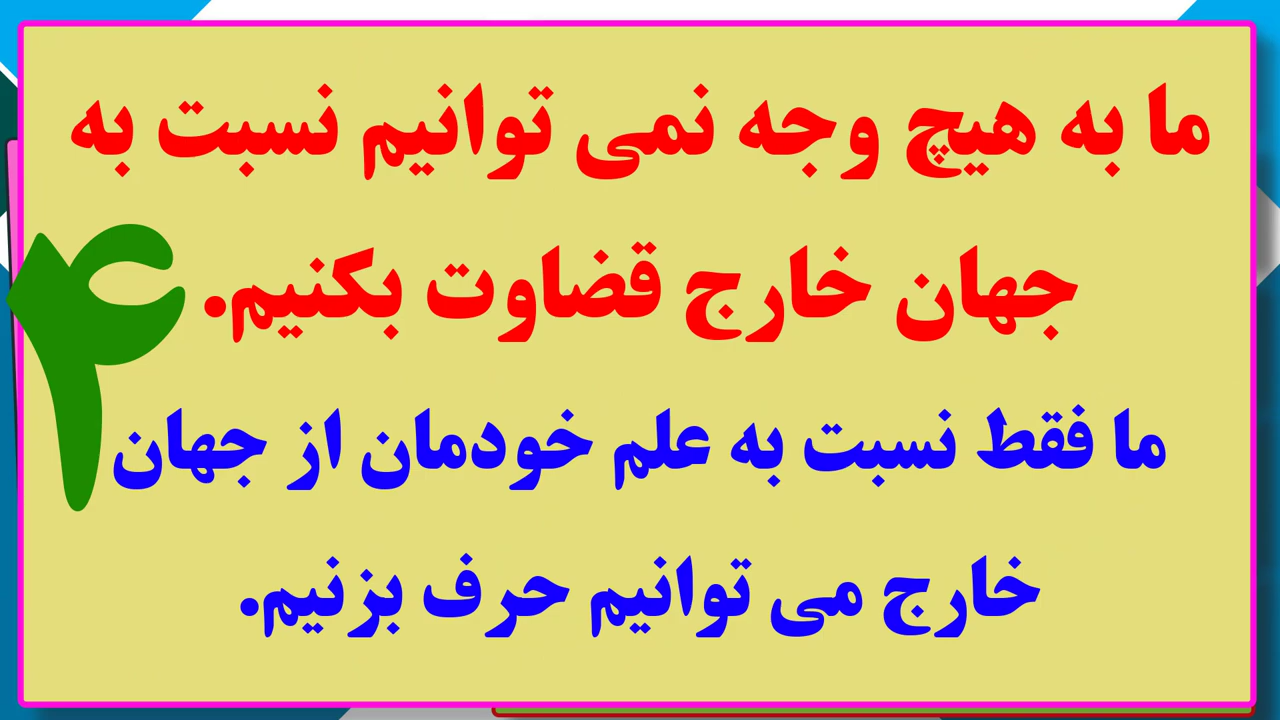 ما به هیچ وجه نمی توانیم نسبت به
جهان خارج قضاوت بکنیم.
۴
ما فقط نسبت به علم خودمان از جهان
خارج می توانیم حرف بزنیم.